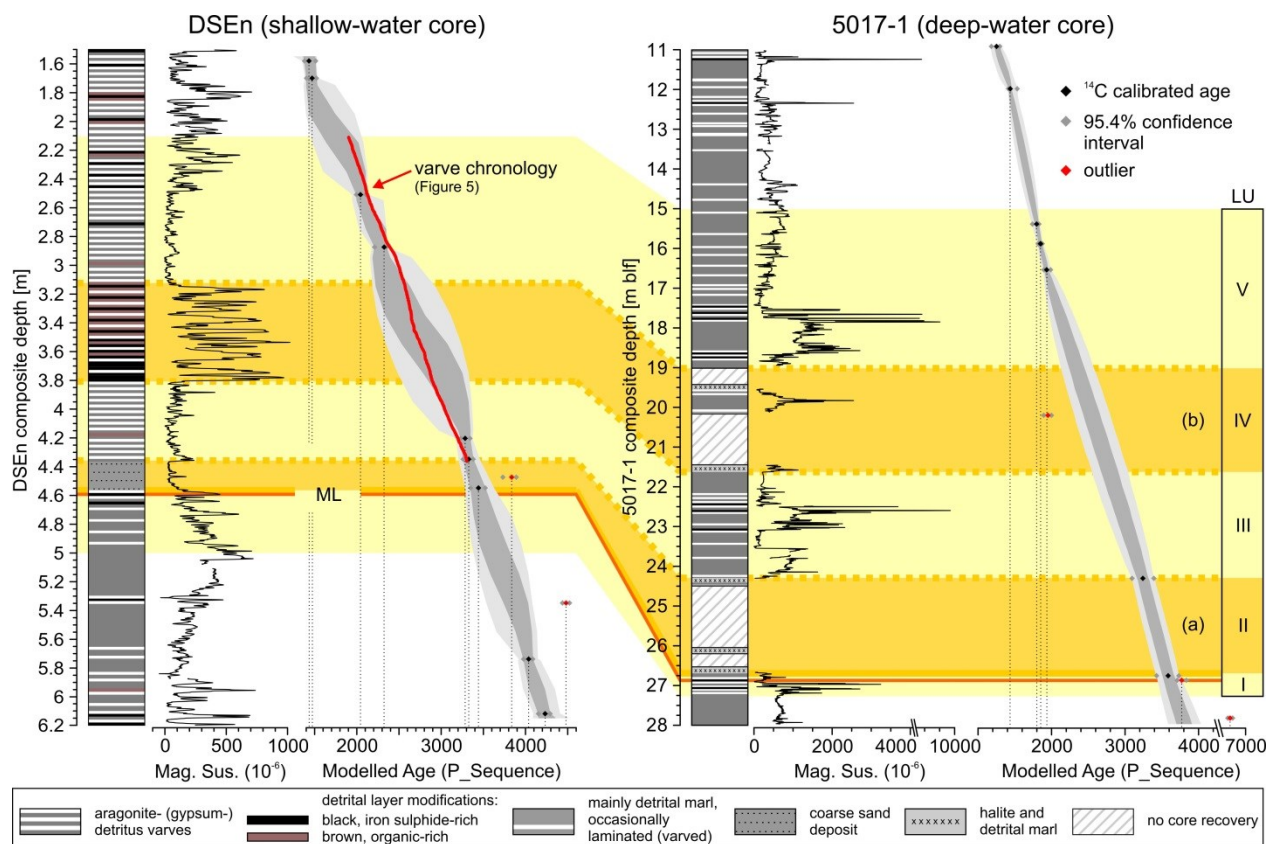 DSEn (shallow-water core)
5017-1 (deep-water core)
DSEn composite depth [m]
1.6
1.8
2
2.2
2.4
2.6
2.8
3
3.2
3.4
3.6
3.8
4
4.2
4.4
4.6
4.8
5
5.2
5.4
5.6
5.8
6
6.2
varve chronology
(Figure 5)
ML
0
500
1000
Mag. Sus. (10⁻⁶)
2000
3000
4000
Modelled Age (P_Sequence)
5017-1 composite depth [m blf]
11
12
13
14
15
16
17
18
19
20
21
22
23
24
25
26
27
28
¹⁴C calibrated age
95.4% confidence
interval
outlier
LU
V
(b)
IV
III
(a)
II
I
0
2000
4000
10000
Mag. Sus. (10⁻⁶)
2000
3000
4000
7000
Modelled Age (P_Sequence)
aragonite- (gypsum-)
detritus varves
detrital layer modifications:
black, iron sulphide-rich
brown, organic-rich
mainly detrital marl,
occasionally
laminated (varved)
coarse sand
deposit
halite and
detrital marl
no core recovery